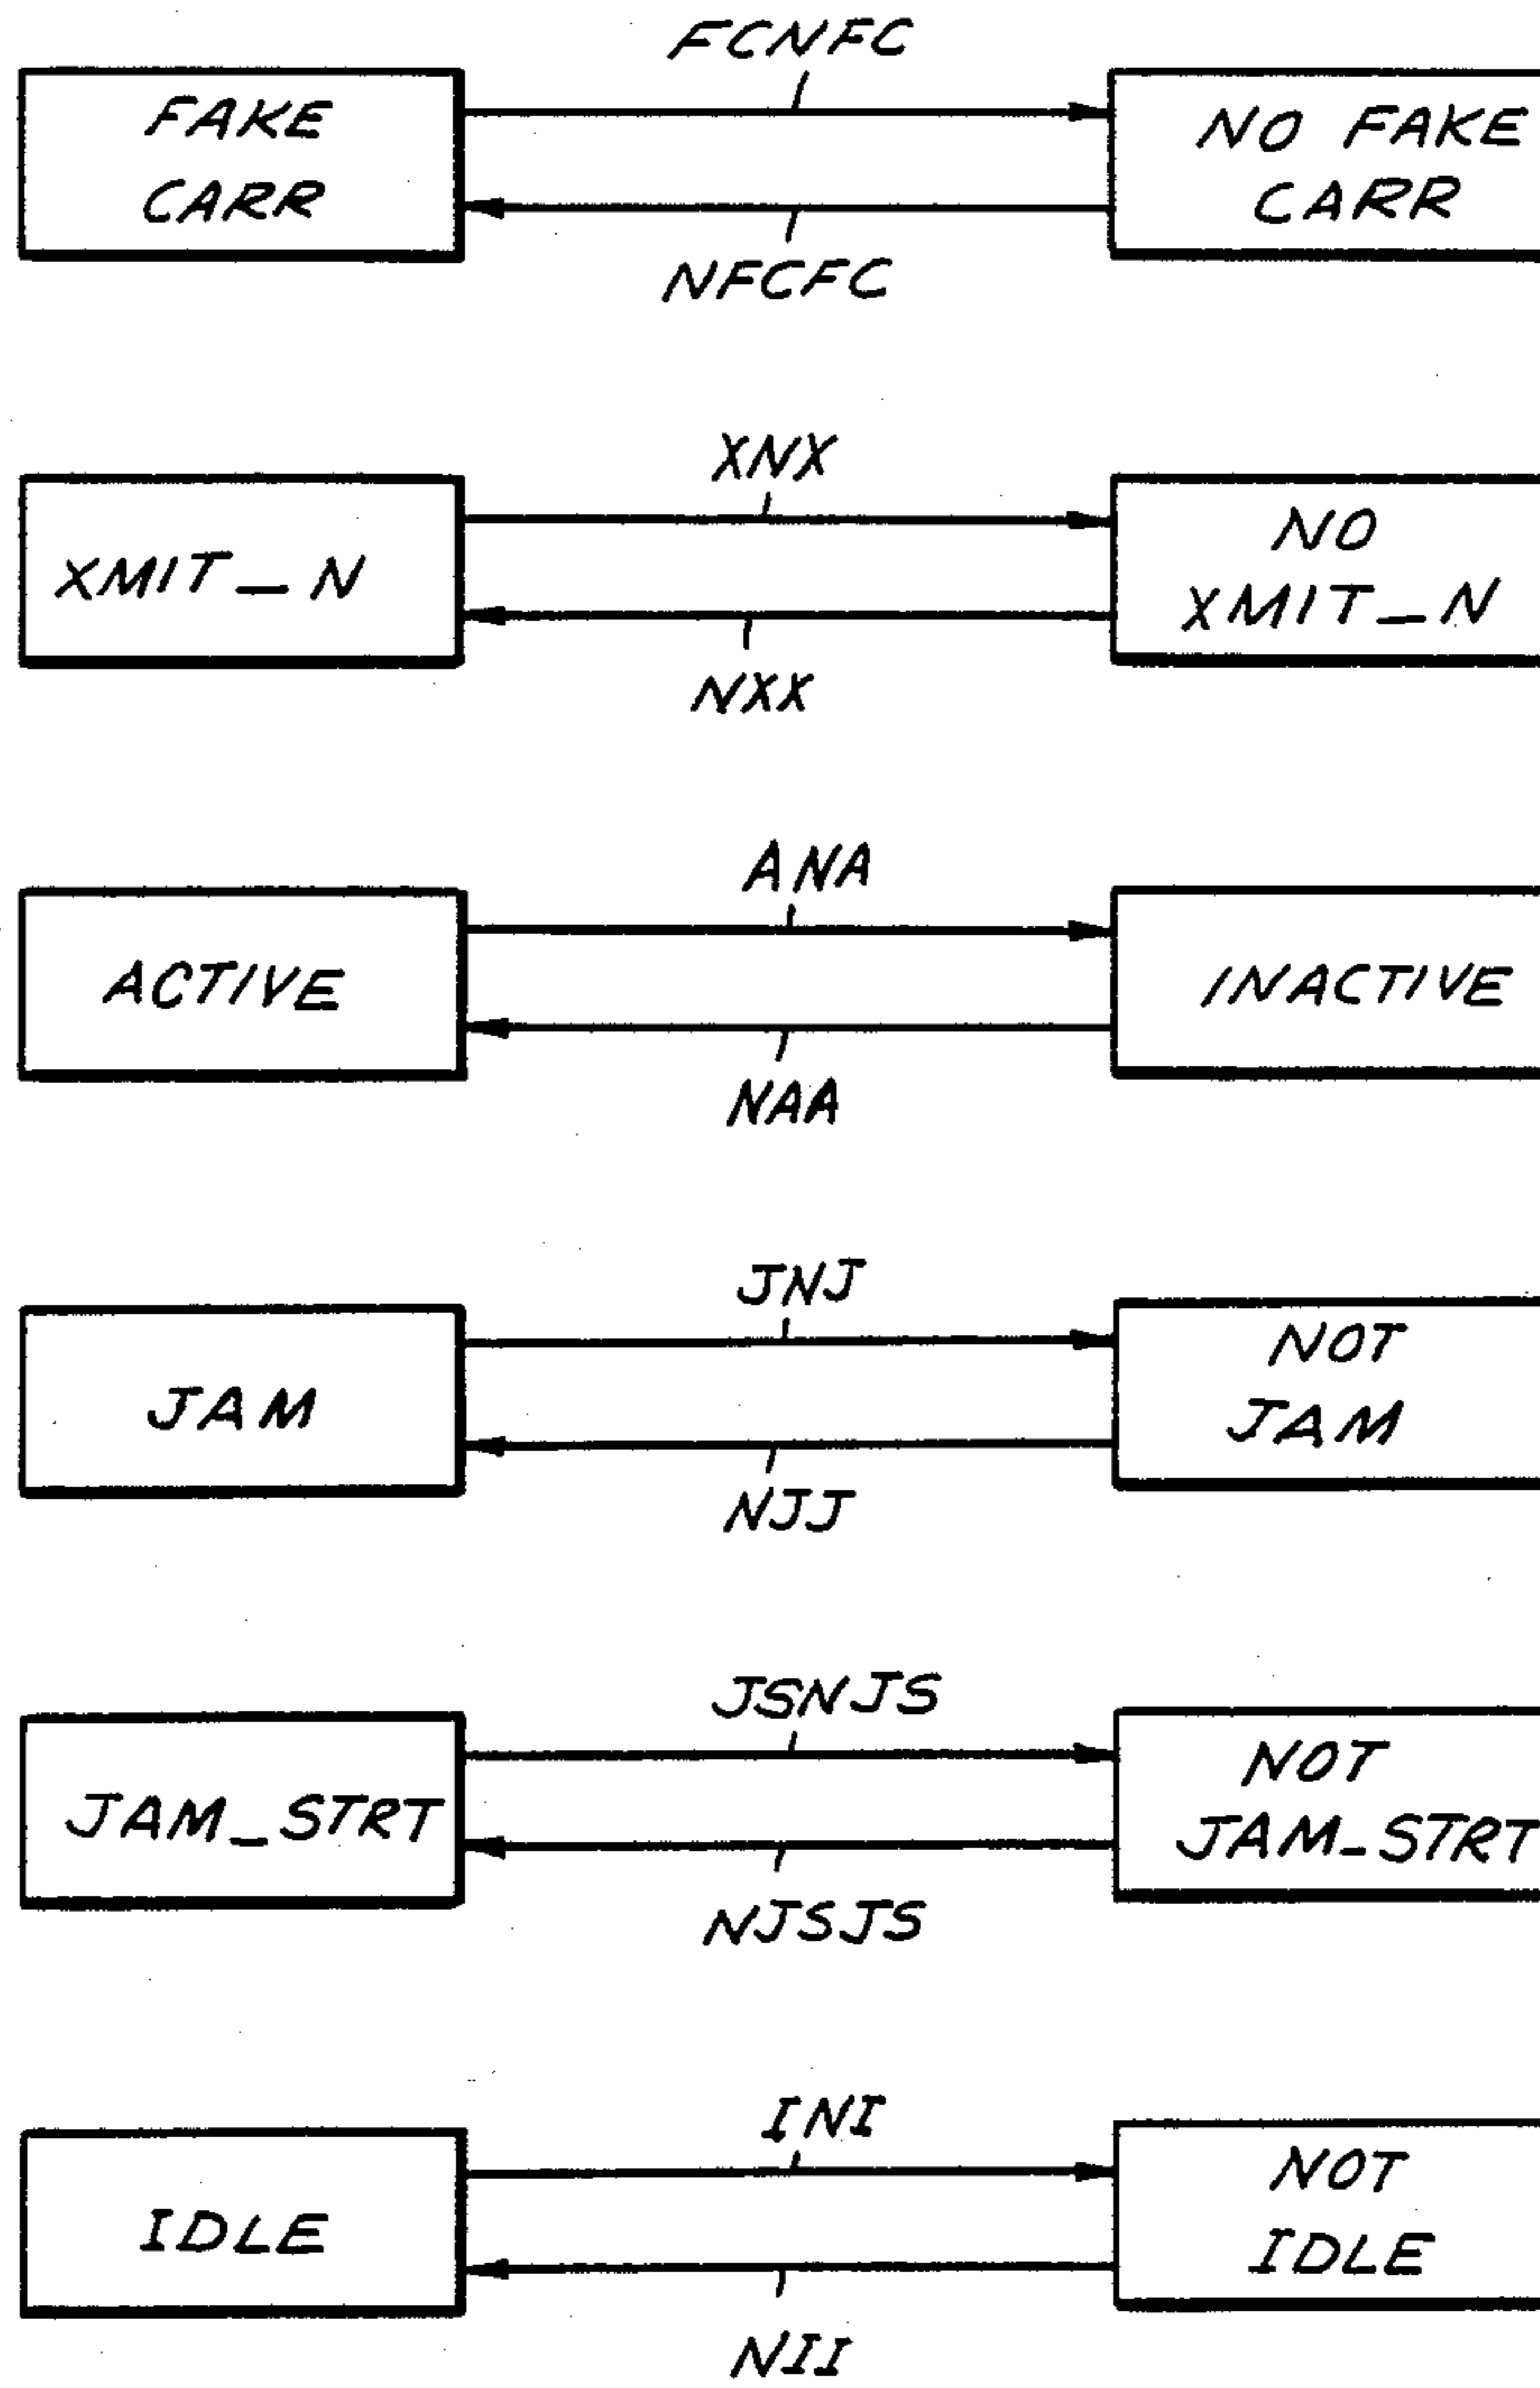 FCNFC
FAKE
CARR
NO FAKE
CARR
NFCFC
XNX
XMIT_N
NO
XMIT_N
NXX
ANA
ACTIVE
INACTIVE
NAA
JNJ
JAM
NOT
JAM
NJJ
JSNJS
JAM_STRT
NOT
JAM_STRT
NJSJS
INI
IDLE
NOT
IDLE
NII